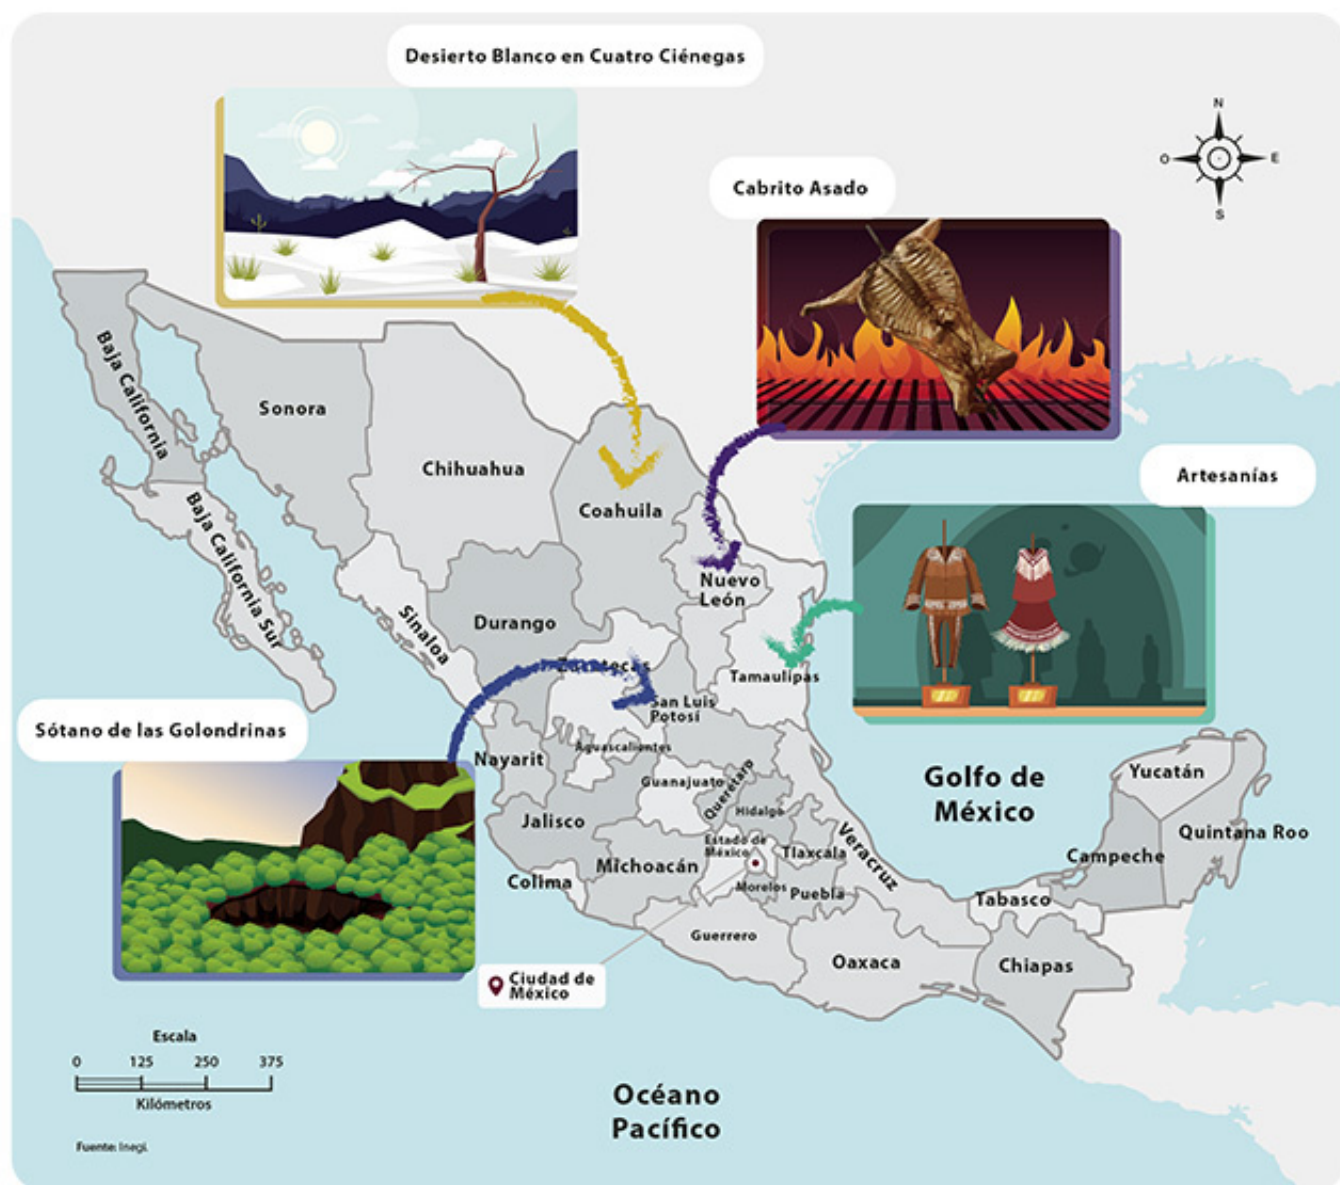 Desierto Blanco en Cuatro Ciénegas
N
O
E
S
Cabrito Asado
Artesanías
Baja California
Sonora
Chihuahua
Coahuila
Baja California Sur
Nuevo
León
Sinaloa
Durango
Zacatecas
Tamaulipas
San Luis
Potosí
Sótano de las Golondrinas
Nayarit
Aguascalientes
Guanajuato
Querétaro
Hidalgo
Golfo de
México
Yucatán
Quintana Roo
Campeche
Jalisco
Estado de
México
Tlaxcala
Veracruz
Michoacán
Colima
Morelos
Puebla
Tabasco
Guerrero
Oaxaca
Chiapas
Ciudad de
México
Escala
0 125 250 375
Kilómetros
Océano
Pacífico
Fuente: Inegi.